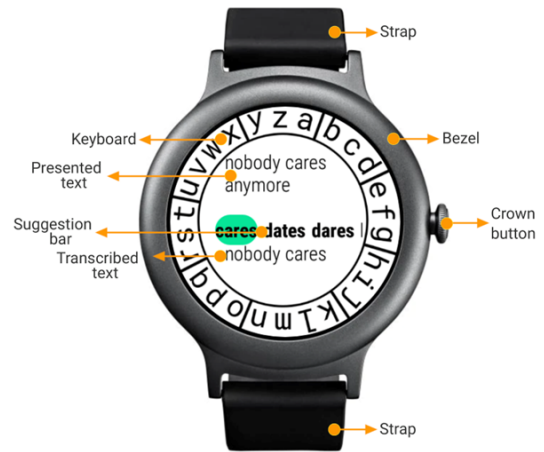 Strap
Keyboard
Bezel
a b c d e f g h i j k l m n o p q r s t u v w x y z
Presented
text
nobody cares
anymore
Suggestion
bar
cares dates dares
Crown
button
Transcribed
text
nobody cares
Strap